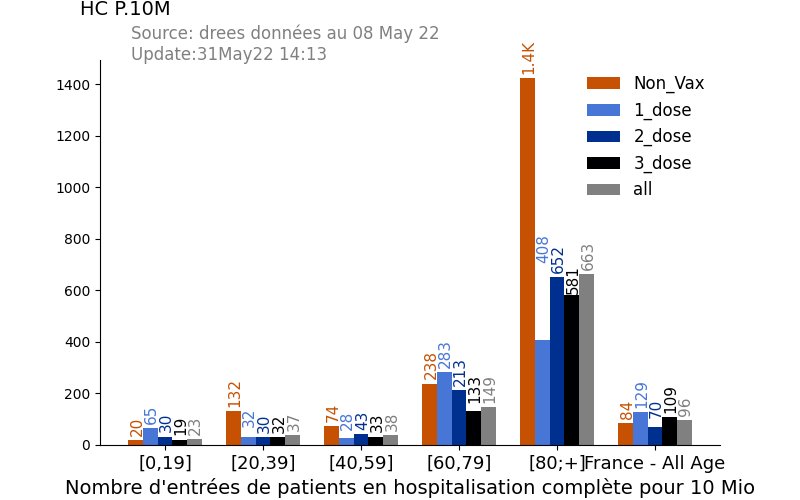 HC P.10M
Source: drees données au 08 May 22
Update:31May22 14:13
1400
1200
1000
800
600
400
200
0
Non_Vax
1_dose
2_dose
3_dose
all
20 65 30 19 23
132 32 30 32 37
74 28 43 33 38
238 283 213 133 149
1.4K 408 652 581 663
84 129 70 109 96
[0,19] [20,39] [40,59] [60,79] [80;+] France - All Age
Nombre d'entrées de patients en hospitalisation complète pour 10 Mio